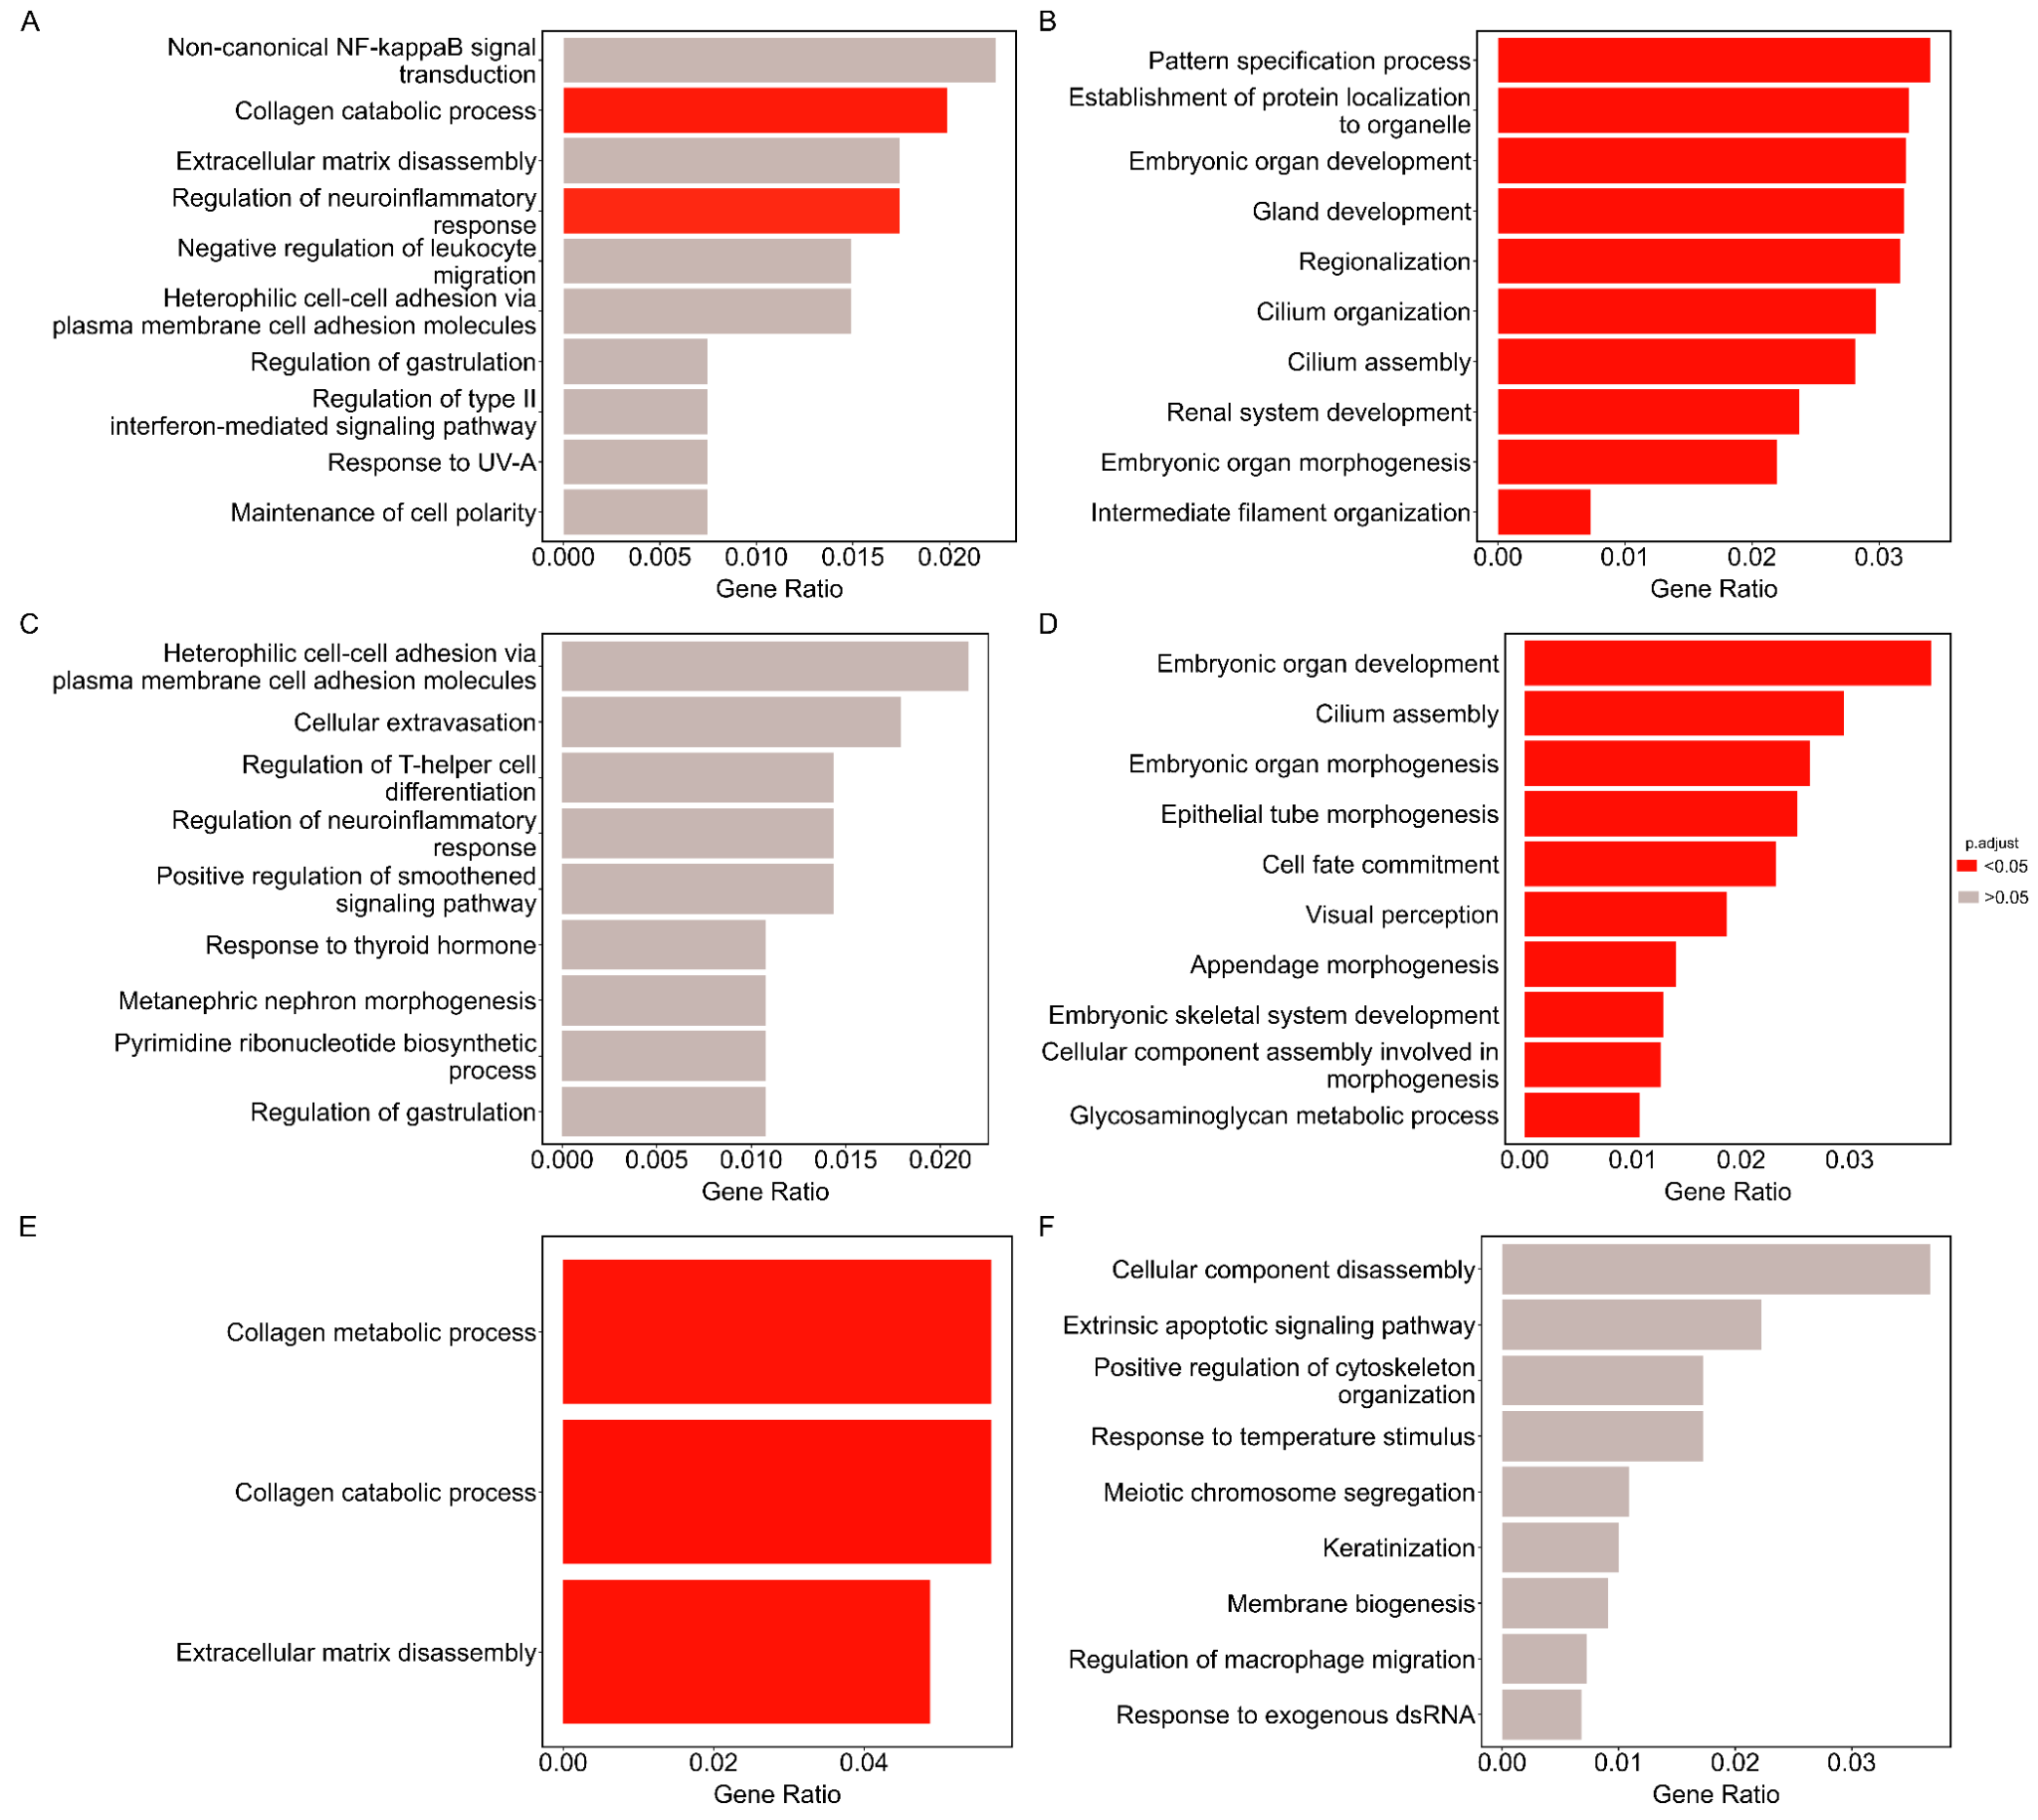 A
Non-canonical NF-kappaB signal
transduction
Collagen catabolic process
Extracellular matrix disassembly
Regulation of neuroinflammatory
response
Negative regulation of leukocyte
migration
Heterophilic cell-cell adhesion via
plasma membrane cell adhesion molecules
Regulation of gastrulation
Regulation of type II
interferon-mediated signaling pathway
Response to UV-A
Maintenance of cell polarity
0.000 0.005 0.010 0.015 0.020
Gene Ratio
B
Pattern specification process
Establishment of protein localization
to organelle
Embryonic organ development
Gland development
Regionalization
Cilium organization
Cilium assembly
Renal system development
Embryonic organ morphogenesis
Intermediate filament organization
0.00 0.01 0.02 0.03
Gene Ratio
C
Heterophilic cell-cell adhesion via
plasma membrane cell adhesion molecules
Cellular extravasation
Regulation of T-helper cell
differentiation
Regulation of neuroinflammatory
response
Positive regulation of smoothened
signaling pathway
Response to thyroid hormone
Metanephric nephron morphogenesis
Pyrimidine ribonucleotide biosynthetic
process
Regulation of gastrulation
0.000 0.005 0.010 0.015 0.020
Gene Ratio
D
Embryonic organ development
Cilium assembly
Embryonic organ morphogenesis
Epithelial tube morphogenesis
Cell fate commitment
Visual perception
Appendage morphogenesis
Embryonic skeletal system development
Cellular component assembly involved in
morphogenesis
Glycosaminoglycan metabolic process
0.00 0.01 0.02 0.03
Gene Ratio
p.adjust
<0.05
>0.05
E
Collagen metabolic process
Collagen catabolic process
Extracellular matrix disassembly
0.00 0.02 0.04
Gene Ratio
F
Cellular component disassembly
Extrinsic apoptotic signaling pathway
Positive regulation of cytoskeleton
organization
Response to temperature stimulus
Meiotic chromosome segregation
Keratinization
Membrane biogenesis
Regulation of macrophage migration
Response to exogenous dsRNA
0.00 0.01 0.02 0.03
Gene Ratio